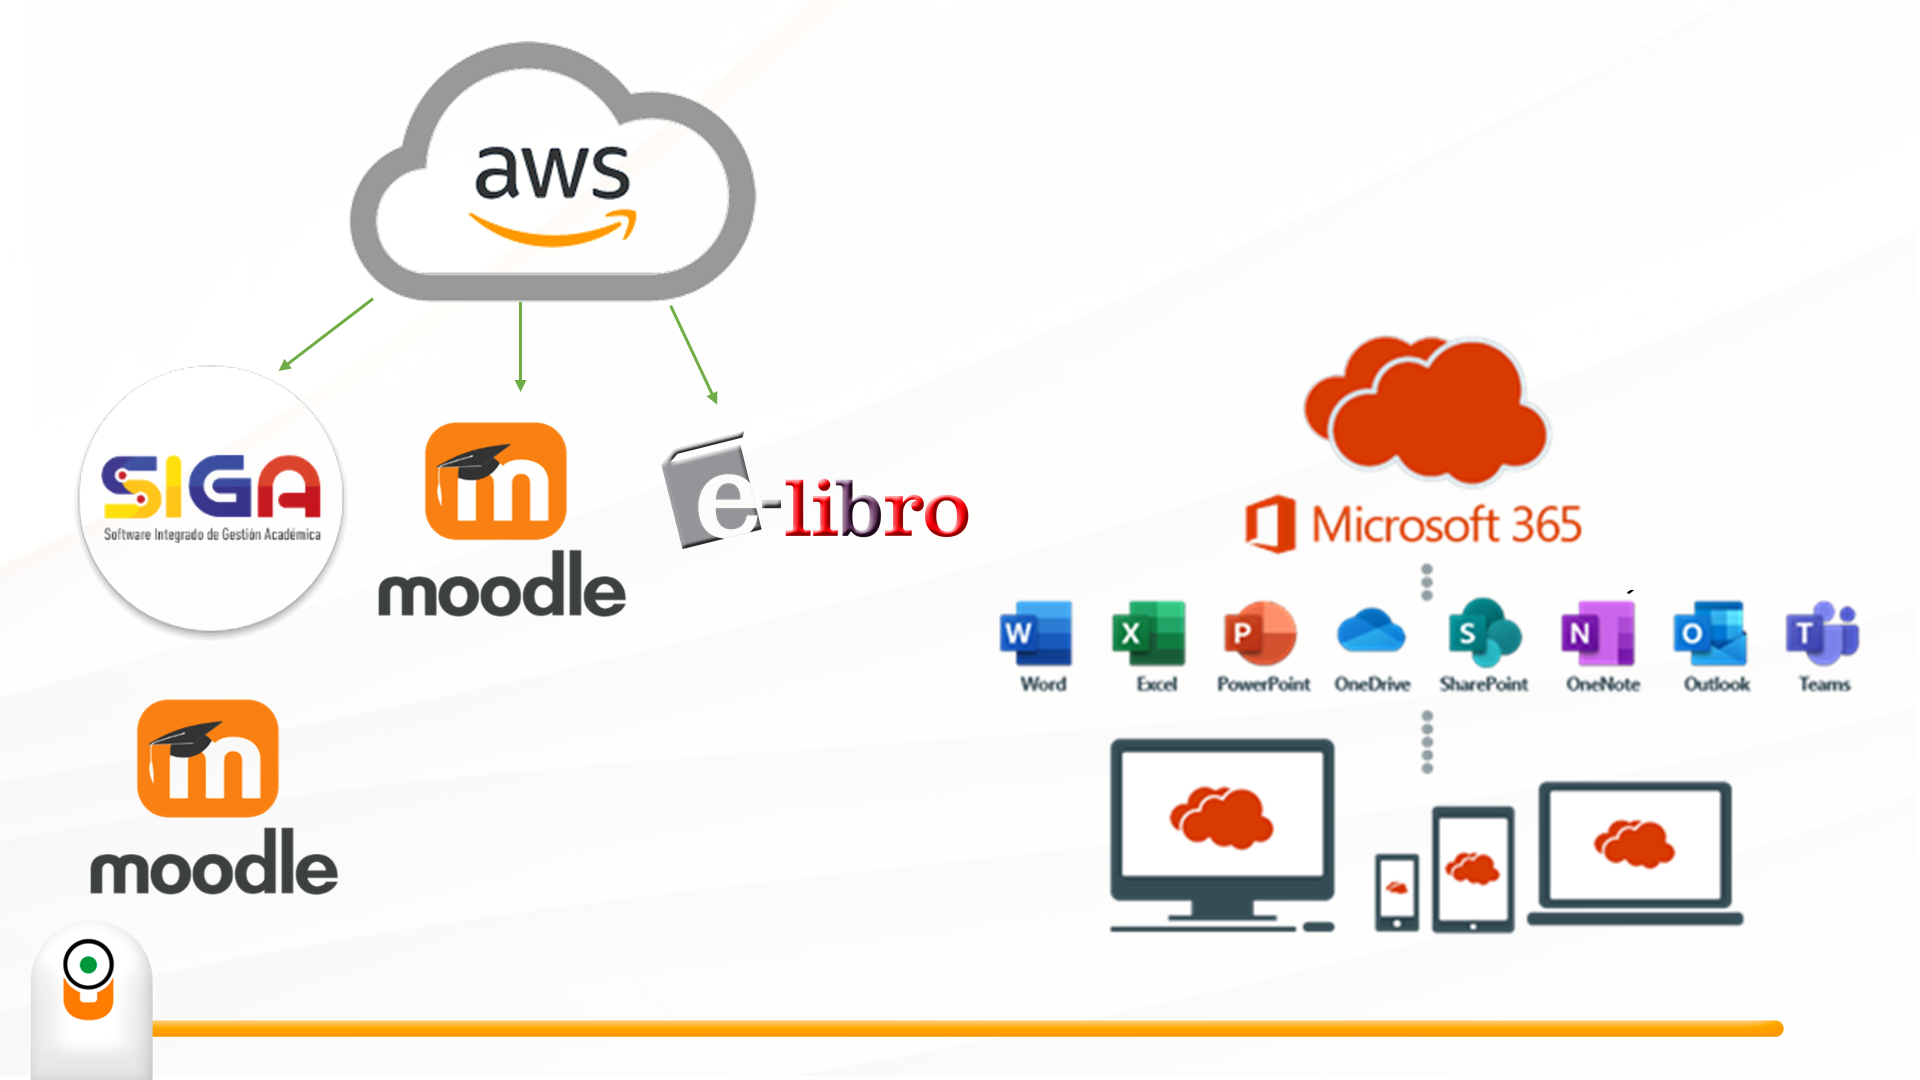 aws
SIGA
Software Integrado de Gestión Académica
moodle
e-libro
moodle
Microsoft 365
W X P S N O T
Word Excel PowerPoint OneDrive SharePoint OneNote Outlook Teams